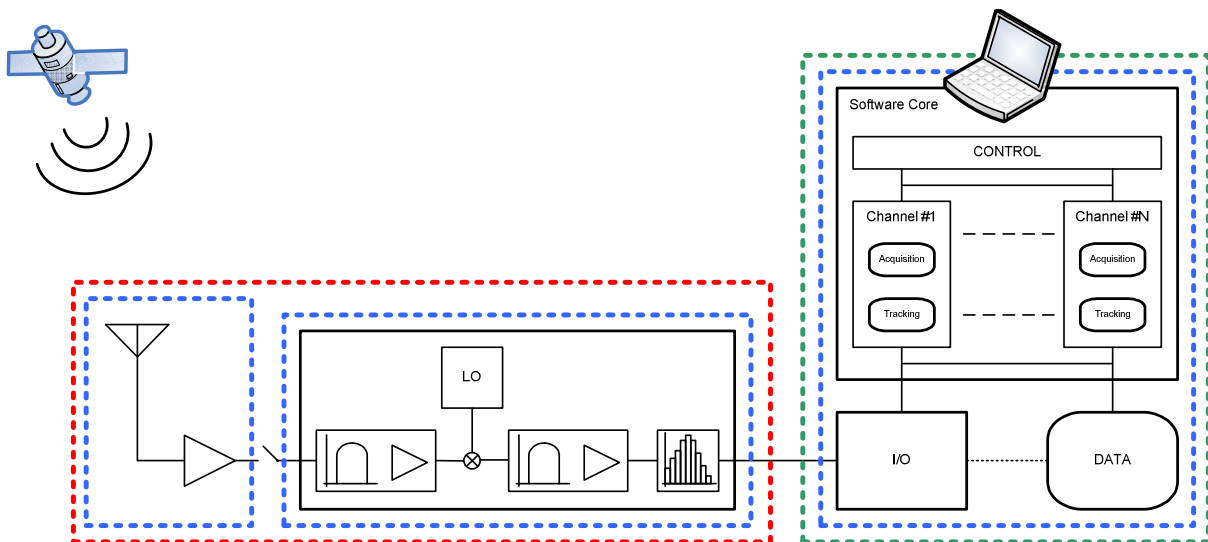 Software Core
CONTROL
Channel #1
Channel #N
Acquisition
Acquisition
Tracking
Tracking
LO
I/O
DATA